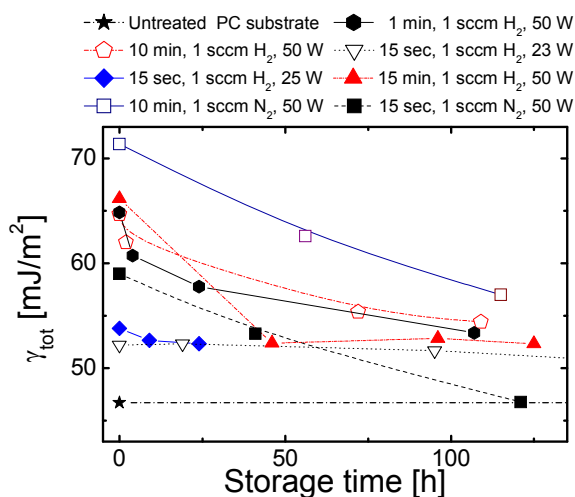 Untreated PC substrate 1 min, 1 sccm H₂, 50 W
10 min, 1 sccm H₂, 50 W 15 sec, 1 sccm H₂, 23 W
15 sec, 1 sccm H₂, 25 W 15 min, 1 sccm H₂, 50 W
10 min, 1 sccm N₂, 50 W 15 sec, 1 sccm N₂, 50 W
70
60
50
γtot [mJ/m²]
0 50 100
Storage time [h]